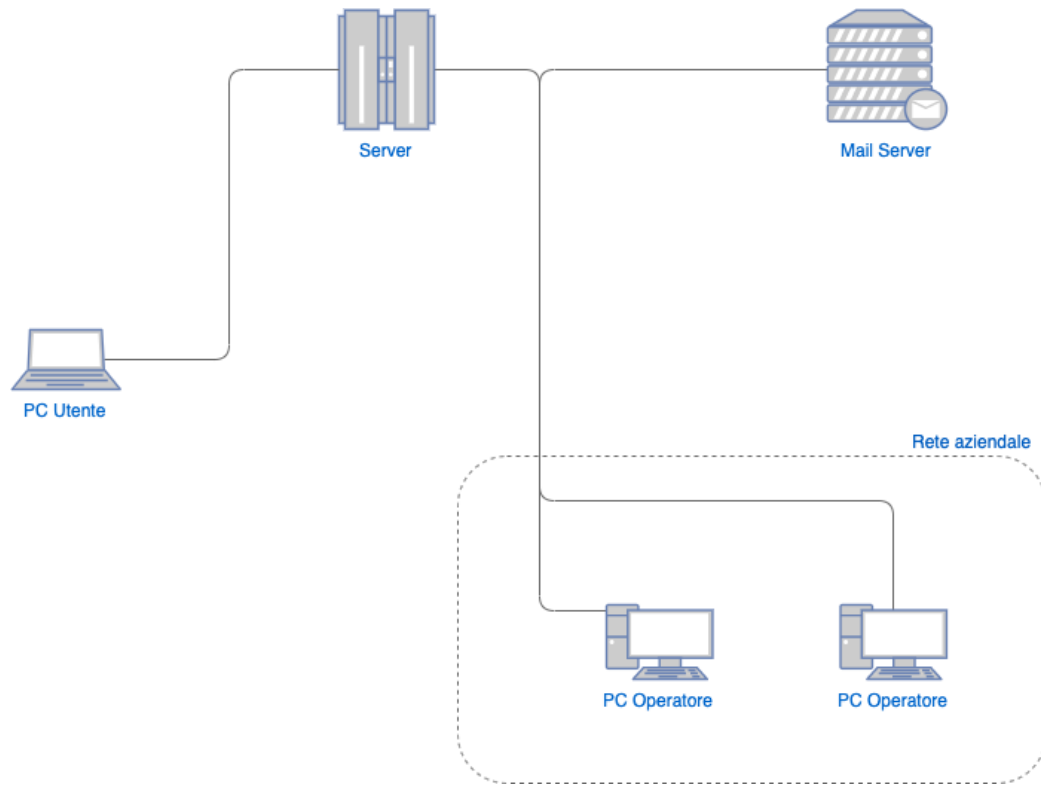 Server
Mail Server
PC Utente
Rete aziendale
PC Operatore
PC Operatore